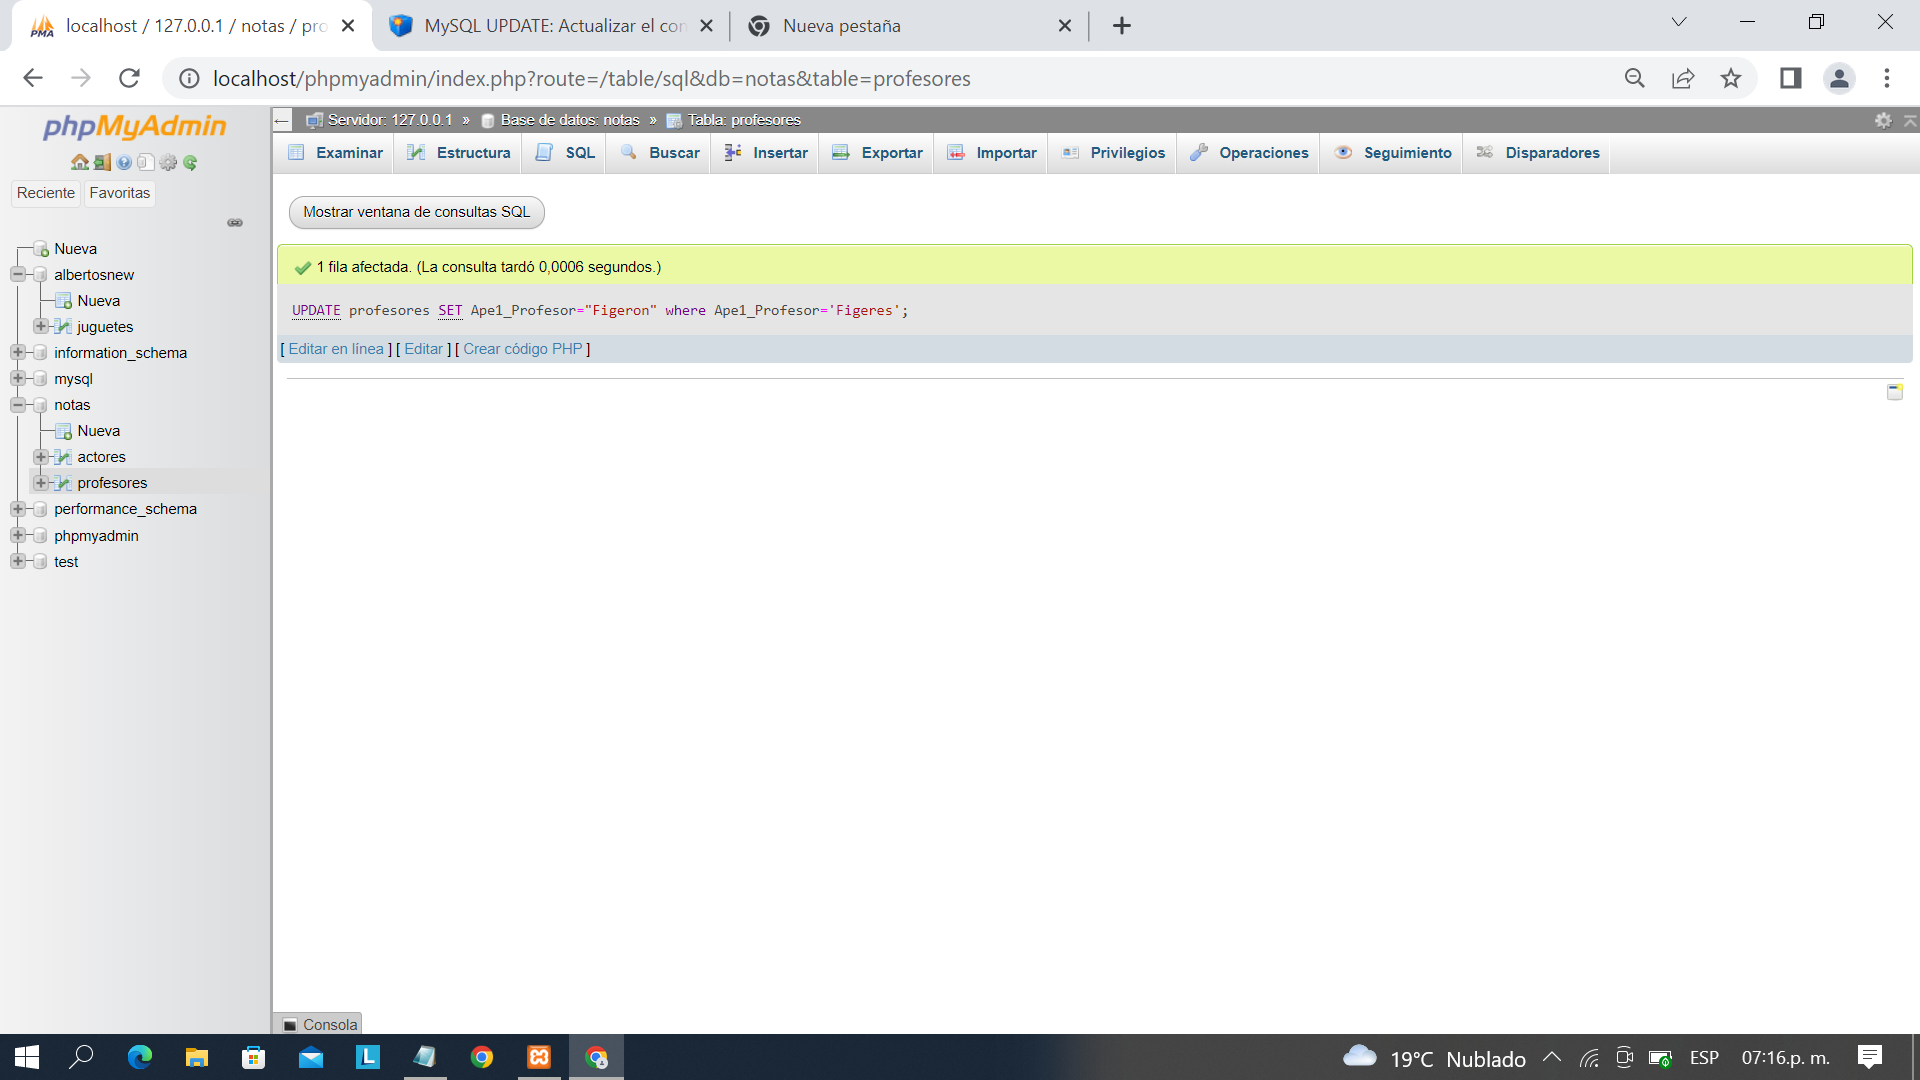 localhost / 127.0.0.1 / notas / pro
MySQL UPDATE: Actualizar el con
Nueva pestaña
localhost/phpmyadmin/index.php?route=/table/sql&db=notas&table=profesores
phpMyAdmin
Reciente
Favoritas
Nueva
albertosnew
Nueva
juguetes
information_schema
mysql
notas
Nueva
actores
profesores
performance_schema
phpmyadmin
test
Servidor: 127.0.0.1 » Base de datos: notas » Tabla: profesores
Examinar
Estructura
SQL
Buscar
Insertar
Exportar
Importar
Privilegios
Operaciones
Seguimiento
Disparadores
Mostrar ventana de consultas SQL
1 fila afectada. (La consulta tardó 0,0006 segundos.)
UPDATE profesores SET Ape1_Profesor="Figeron" where Ape1_Profesor='Figeres';
[ Editar en línea ] [ Editar ] [ Crear código PHP ]
Consola
19°C Nublado
ESP
07:16 p. m.